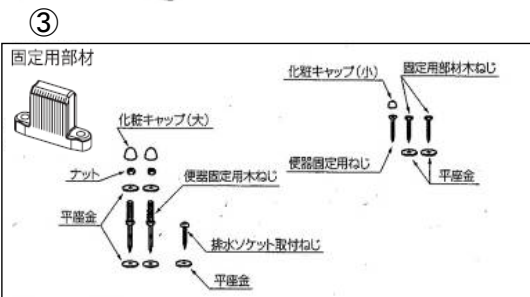 ③
固定用部材
化粧キャップ(小)
固定用部材木ねじ
化粧キャップ(大)
ナット
便器固定用木ねじ
便器固定用ねじ
平座金
平座金
排水ソケット取付ねじ
平座金